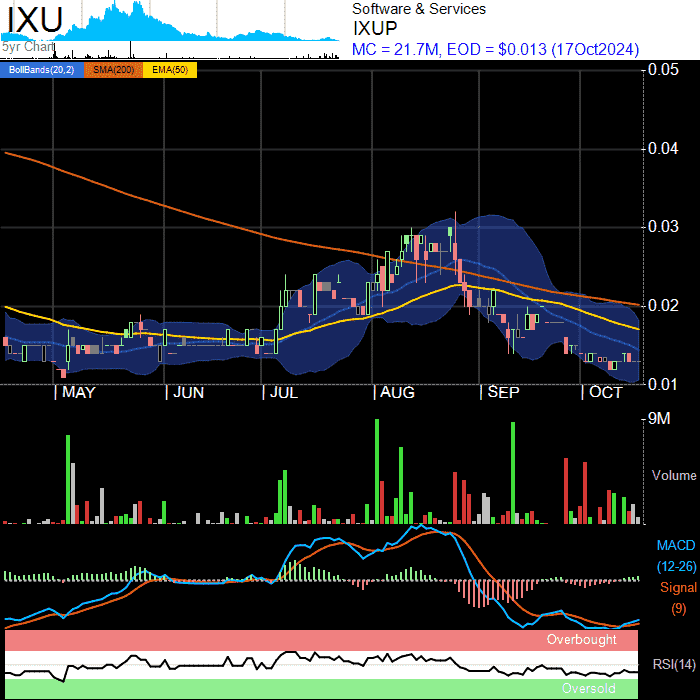 IXU
5yr Chart
Software & Services
IXUP
MC = 21.7M, EOD = $0.013 (17Oct2024)
BollBands(20,2) SMA(200) EMA(50)
0.05
0.04
0.03
0.02
0.01
MAY JUN JUL AUG SEP OCT
9M
Volume
MACD
(12-26)
Signal
(9)
Overbought
RSI(14)
Oversold